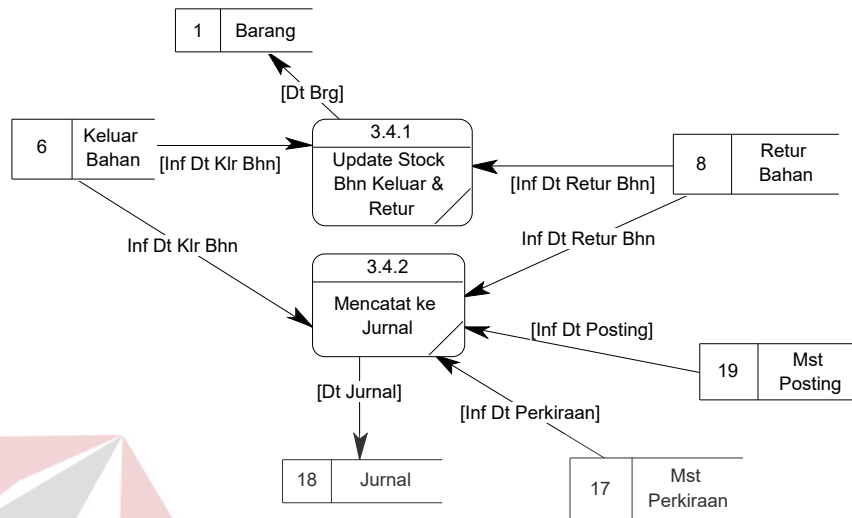 1 Barang
[Dt Brg]
6 Keluar
Bahan
[Inf Dt Klr Bhn]
3.4.1
Update Stock
Bhn Keluar &
Retur
[Inf Dt Retur Bhn]
8 Retur
Bahan
Inf Dt Klr Bhn
Inf Dt Retur Bhn
3.4.2
Mencatat ke
Jurnal
[Inf Dt Posting]
19 Mst
Posting
[Dt Jurnal]
[Inf Dt Perkiraan]
18 Jurnal
17 Mst
Perkiraan